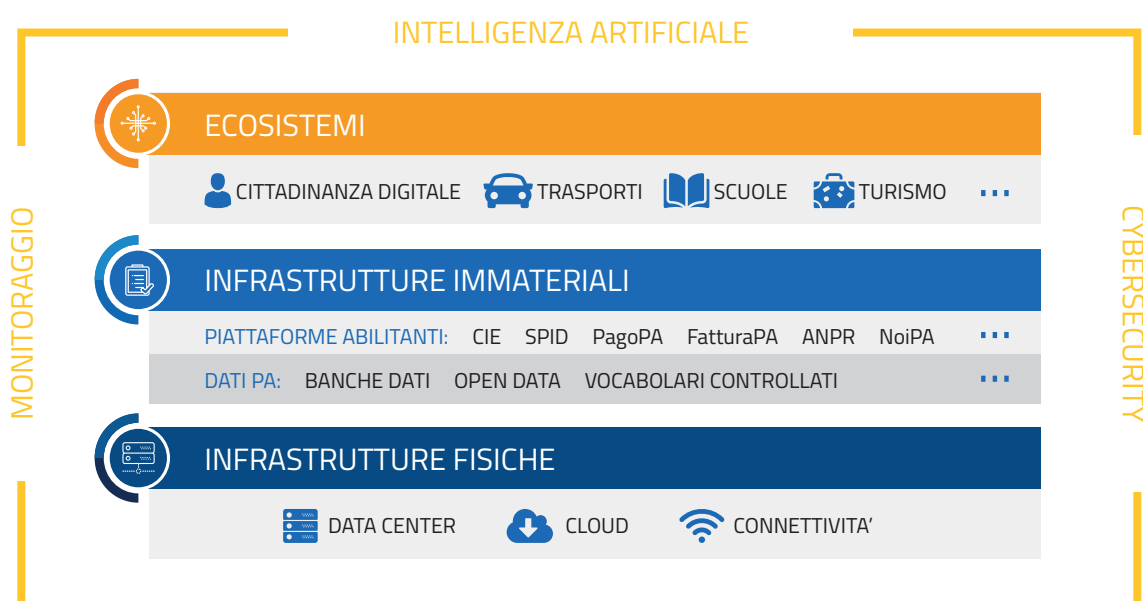 INTELLIGENZA ARTIFICIALE
MONITORAGGIO
CYBERSECURITY
ECOSISTEMI
CITTADINANZA DIGITALE TRASPORTI SCUOLE TURISMO ...
INFRASTRUTTURE IMMATERIALI
PIATTAFORME ABILITANTI: CIE SPID PagoPA FatturaPA ANPR NoiPA ...
DATI PA: BANCHE DATI OPEN DATA VOCABOLARI CONTROLLATI ...
INFRASTRUTTURE FISICHE
DATA CENTER CLOUD CONNETTIVITA’